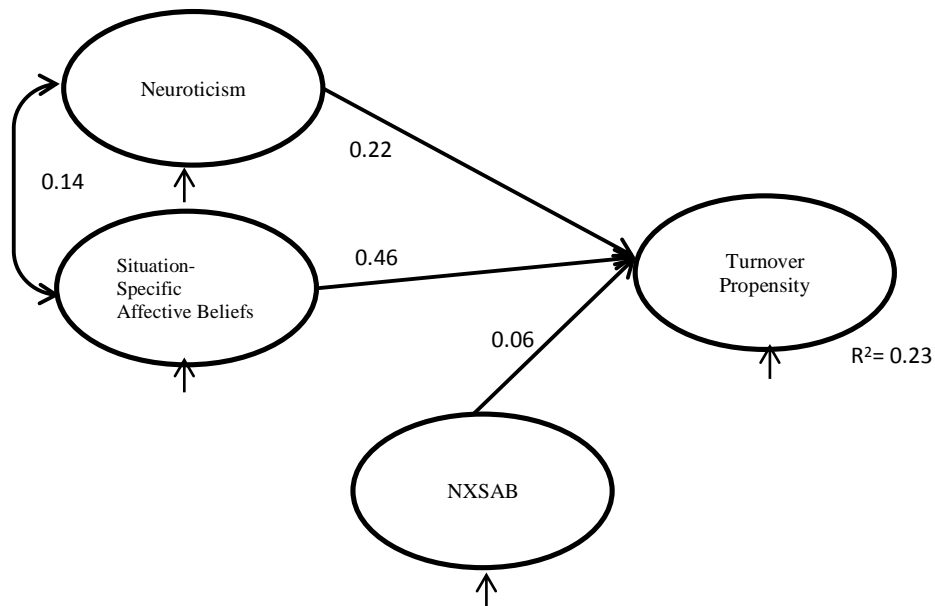 Neuroticism
0.22
0.14
Situation-
Specific
Affective Beliefs
0.46
Turnover
Propensity
0.06
R²= 0.23
NXSAB